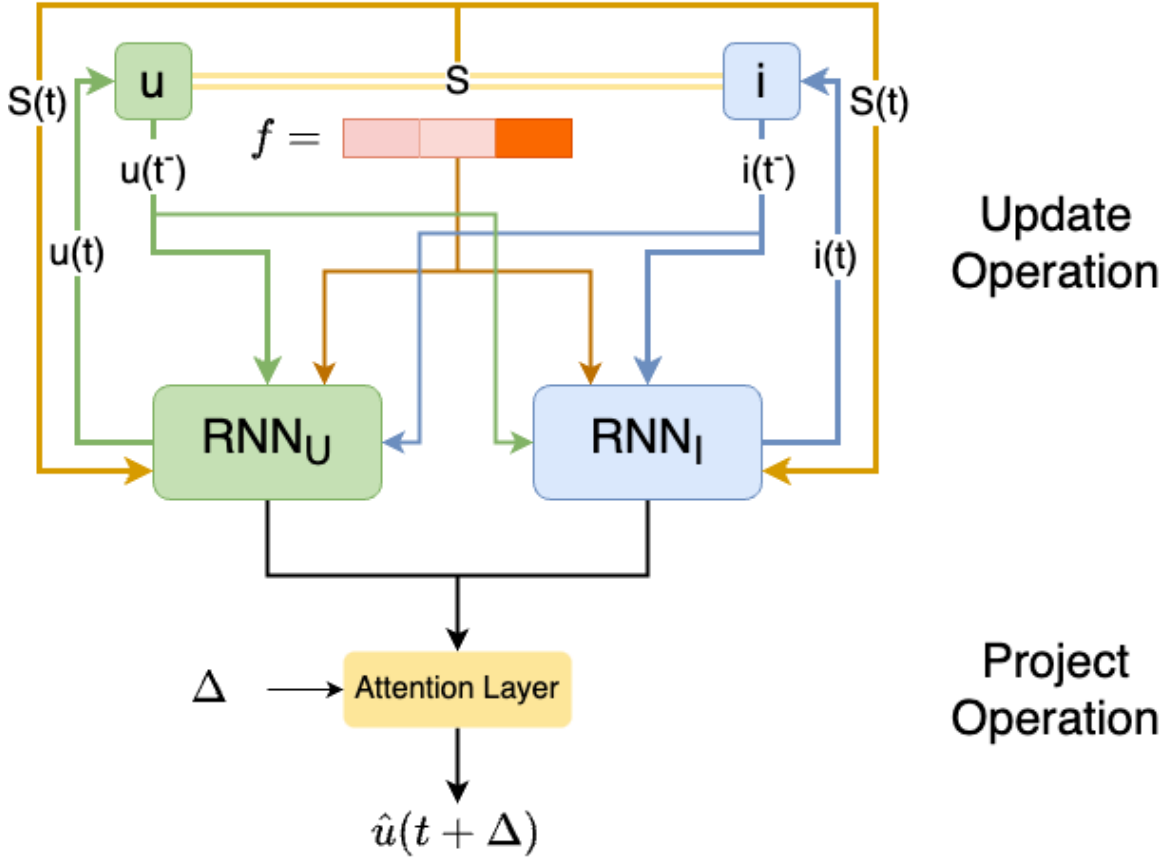 u
S
i
S(t)
S(t)
f =
u(t⁻)
i(t⁻)
Update
Operation
u(t)
i(t)
RNN_U
RNN_I
Project
Operation
Δ
Attention Layer
û(t + Δ)